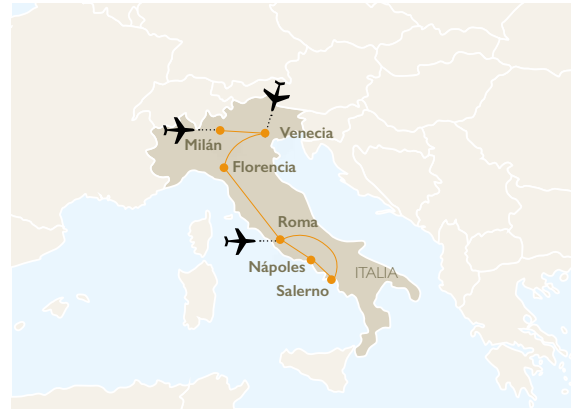 Venecia
Milán
Florencia
Roma
Nápoles
ITALIA
Salerno